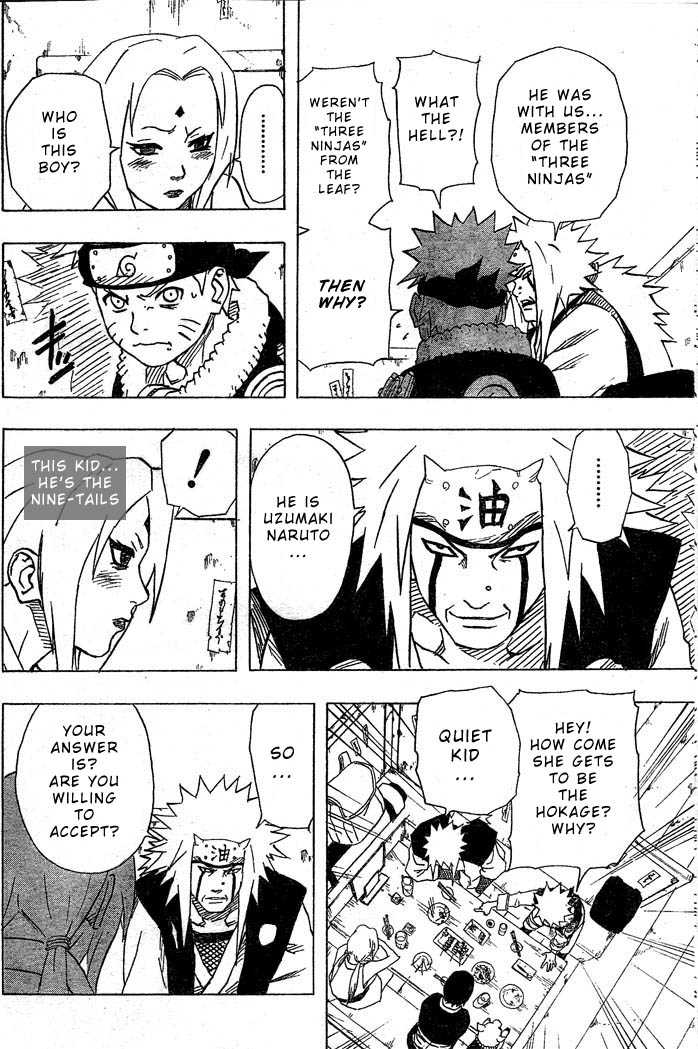 HE WAS
WITH US...
MEMBERS
OF THE
"THREE
NINJAS"
WHAT
THE
HELL?!
WEREN'T
THE
"THREE
NINJAS"
FROM
THE
LEAF?
THEN
WHY?
..........
WHO
IS
THIS
BOY?
..........
HE IS
UZUMAKI
NARUTO
...
油
!
THIS KID...
HE'S THE
NINE-TAILS
HEY!
HOW COME
SHE GETS
TO BE
THE
HOKAGE?
WHY?
QUIET
KID
...
SO
...
油
YOUR
ANSWER
IS?
ARE YOU
WILLING
TO
ACCEPT?